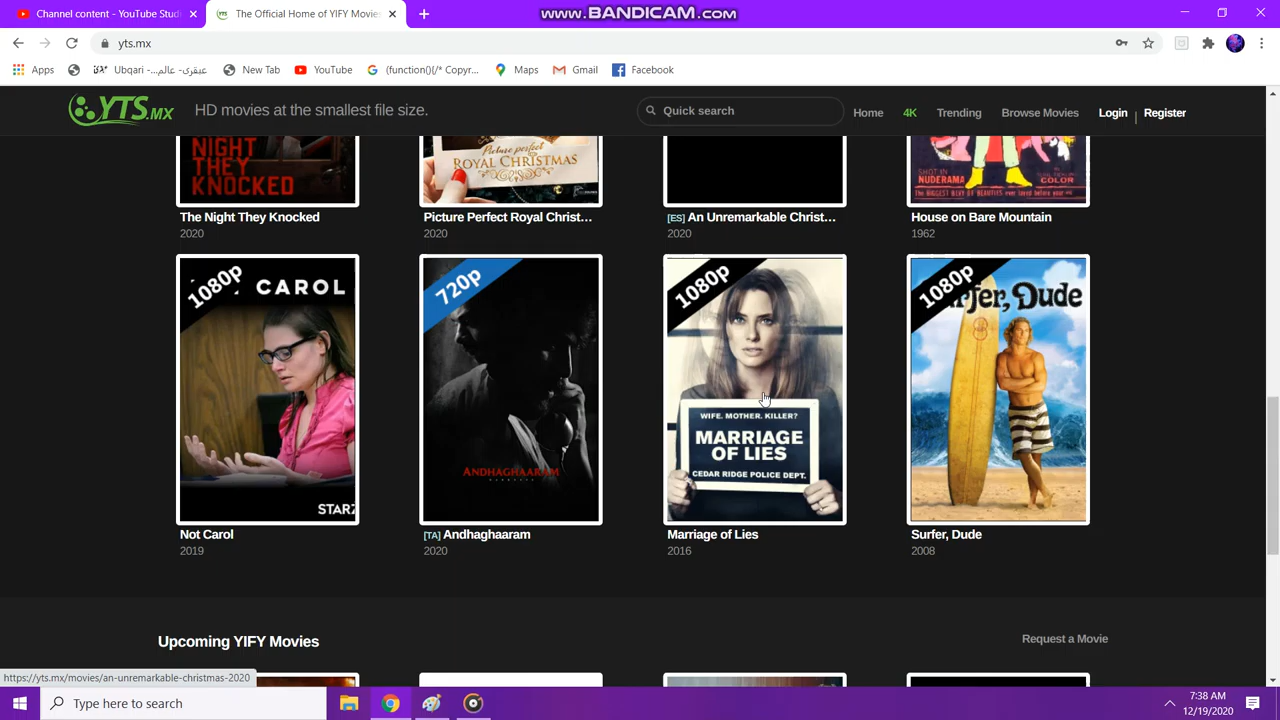 Channel content - YouTube Studi
The Official Home of YIFY Movies
www.BANDICAM.com
yts.mx
Apps
Ubqari -عبقرى- عالم...
New Tab
YouTube
(function(){/* Copyr...
Maps
Gmail
Facebook
YTS.MX
HD movies at the smallest file size.
Quick search
Home
4K
Trending
Browse Movies
Login
|
Register
NIGHT
THEY
KNOCKED
Picture perfect
ROYAL CHRISTMAS
SHOT IN
NUDERAMA
COLOR
The Night They Knocked
2020
Picture Perfect Royal Christ...
2020
[ES] An Unremarkable Christ...
2020
House on Bare Mountain
1962
1080p
CAROL
STARZ
720p
ANDHAGHAARAM
1080p
WIFE. MOTHER. KILLER?
MARRIAGE
OF LIES
CEDAR RIDGE POLICE DEPT.
1080p
rfer, Dude
Not Carol
2019
[TA] Andhaghaaram
2020
Marriage of Lies
2016
Surfer, Dude
2008
Upcoming YIFY Movies
Request a Movie
https://yts.mx/movies/an-unremarkable-christmas-2020
Type here to search
7:38 AM
12/19/2020